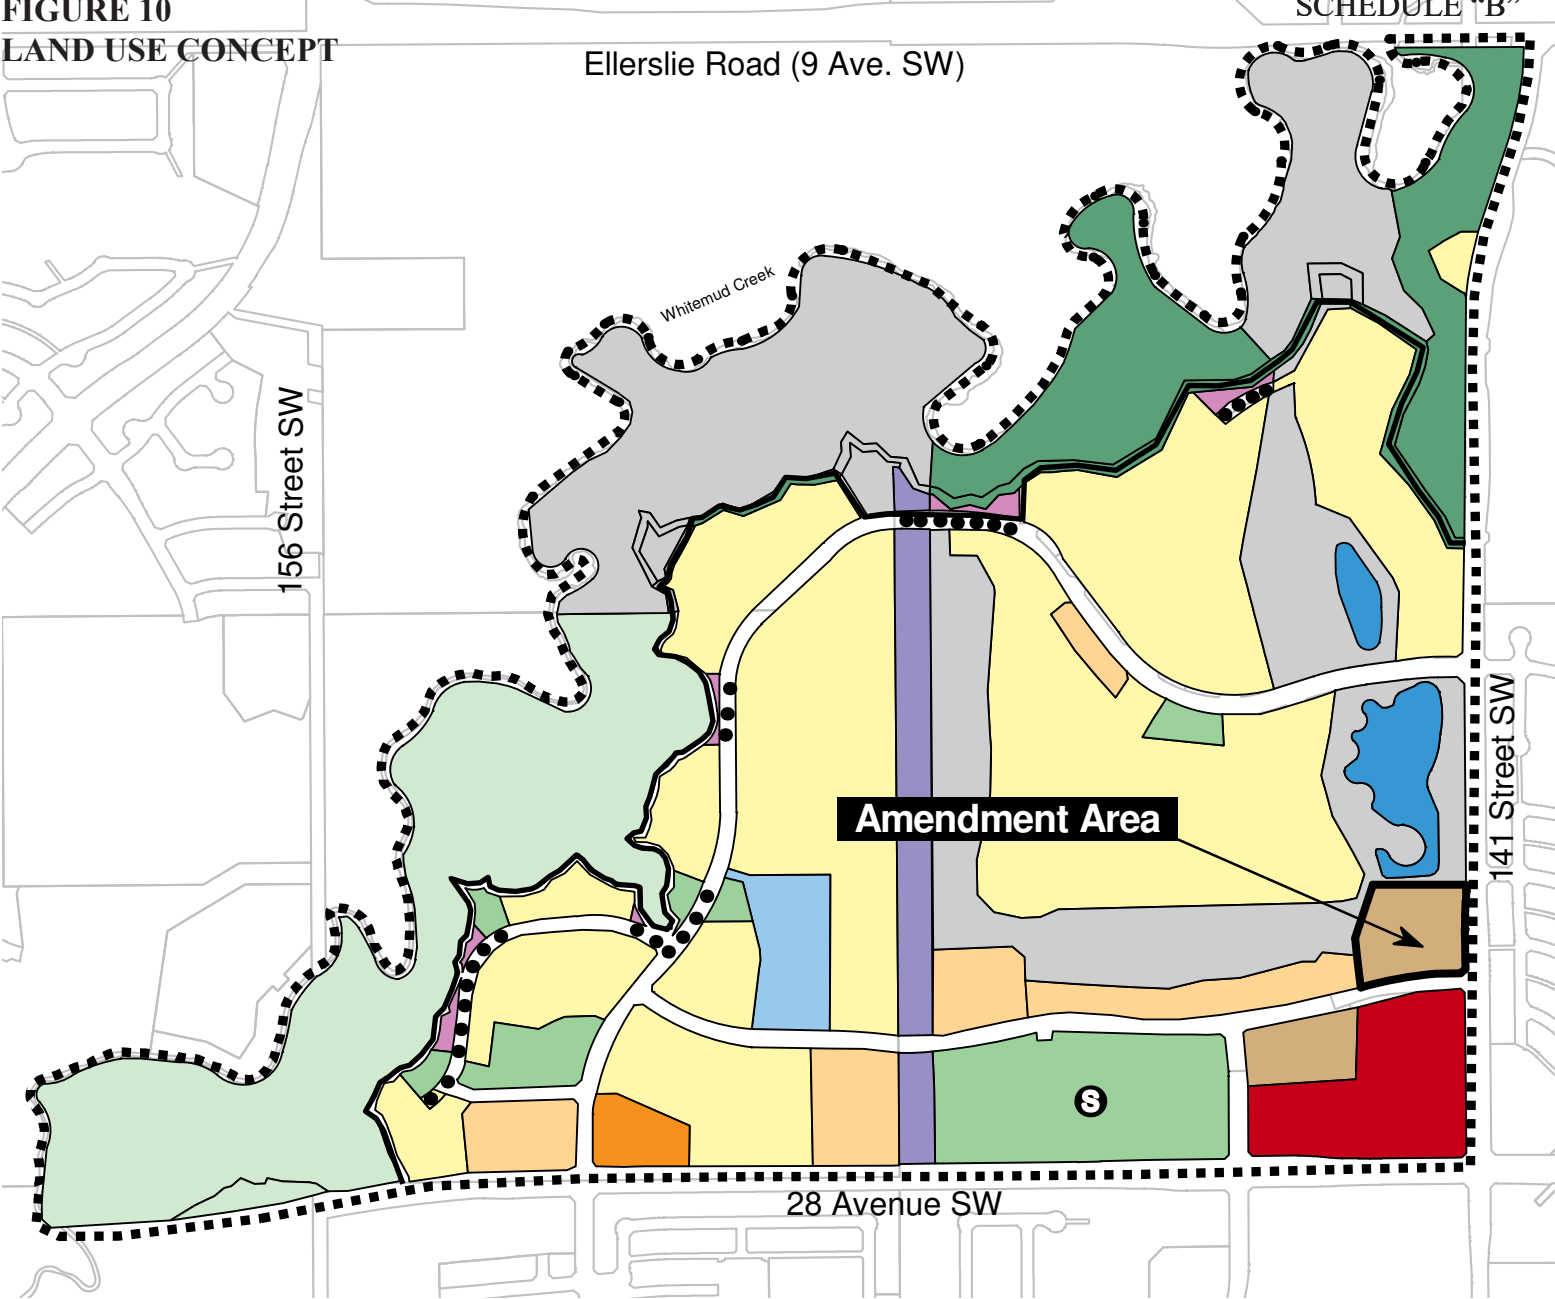 FIGURE 10
SCHEDULE “B”
LAND USE CONCEPT
Ellerslie Road (9 Ave. SW)
Whitemud Creek
156 Street SW
141 Street SW
Amendment Area
S
28 Avenue SW